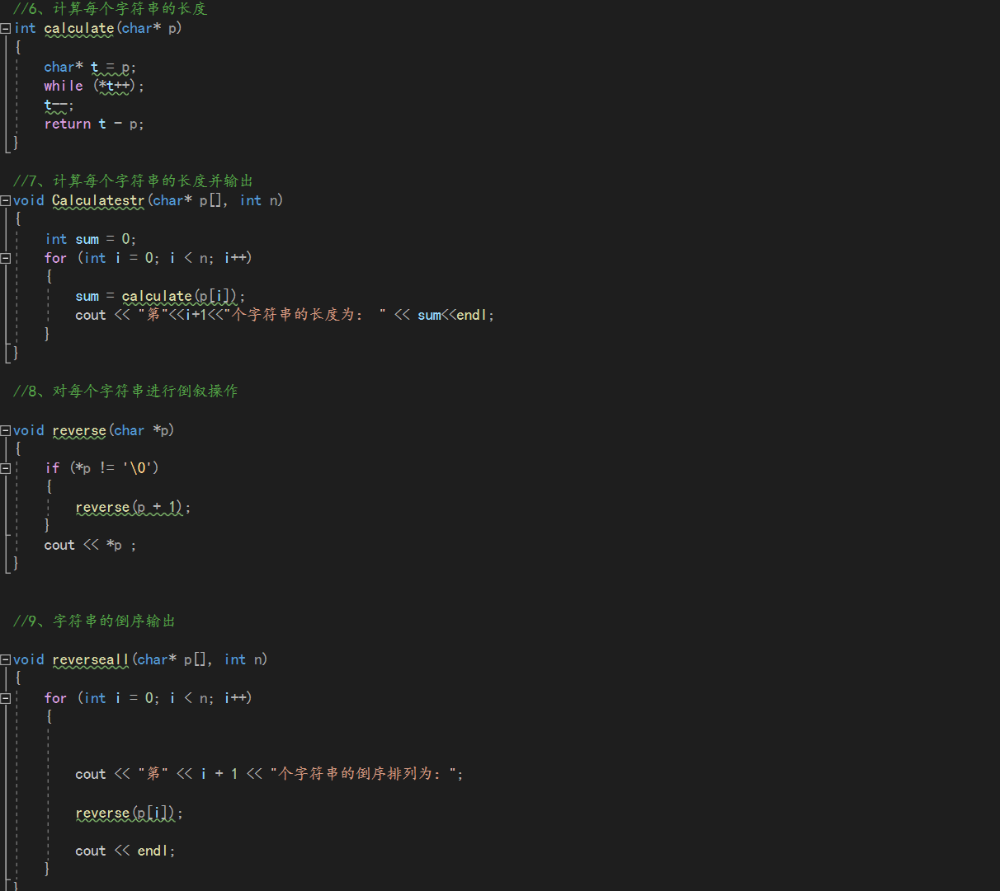 //6、计算每个字符串的长度
int calculate(char* p)
{
char* t = p;
while (*t++);
t--;
return t - p;
}
//7、计算每个字符串的长度并输出
void Calculatestr(char* p[], int n)
{
int sum = 0;
for (int i = 0; i < n; i++)
{
sum = calculate(p[i]);
cout << "第"<<i+1<<"个字符串的长度为： " << sum<<endl;
}
}
//8、对每个字符串进行倒叙操作
void reverse(char *p)
{
if (*p != '\0')
{
reverse(p + 1);
}
cout << *p ;
}
//9、字符串的倒序输出
void reverseall(char* p[], int n)
{
for (int i = 0; i < n; i++)
{
cout << "第" << i + 1 << "个字符串的倒序排列为：";
reverse(p[i]);
cout << endl;
}
}